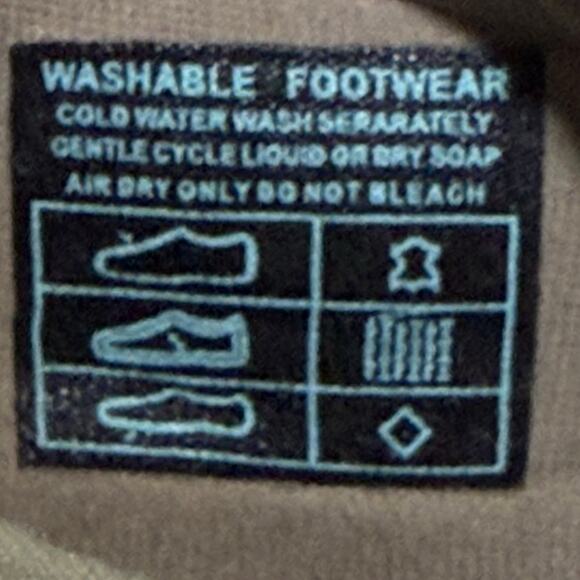 WASHABLE FOOTWEAR
COLD WATER WASH SERARATELY
GENTLE CYCLE LIQUID OR DRY SOAP
AIR DRY ONLY DO NOT BLEACH